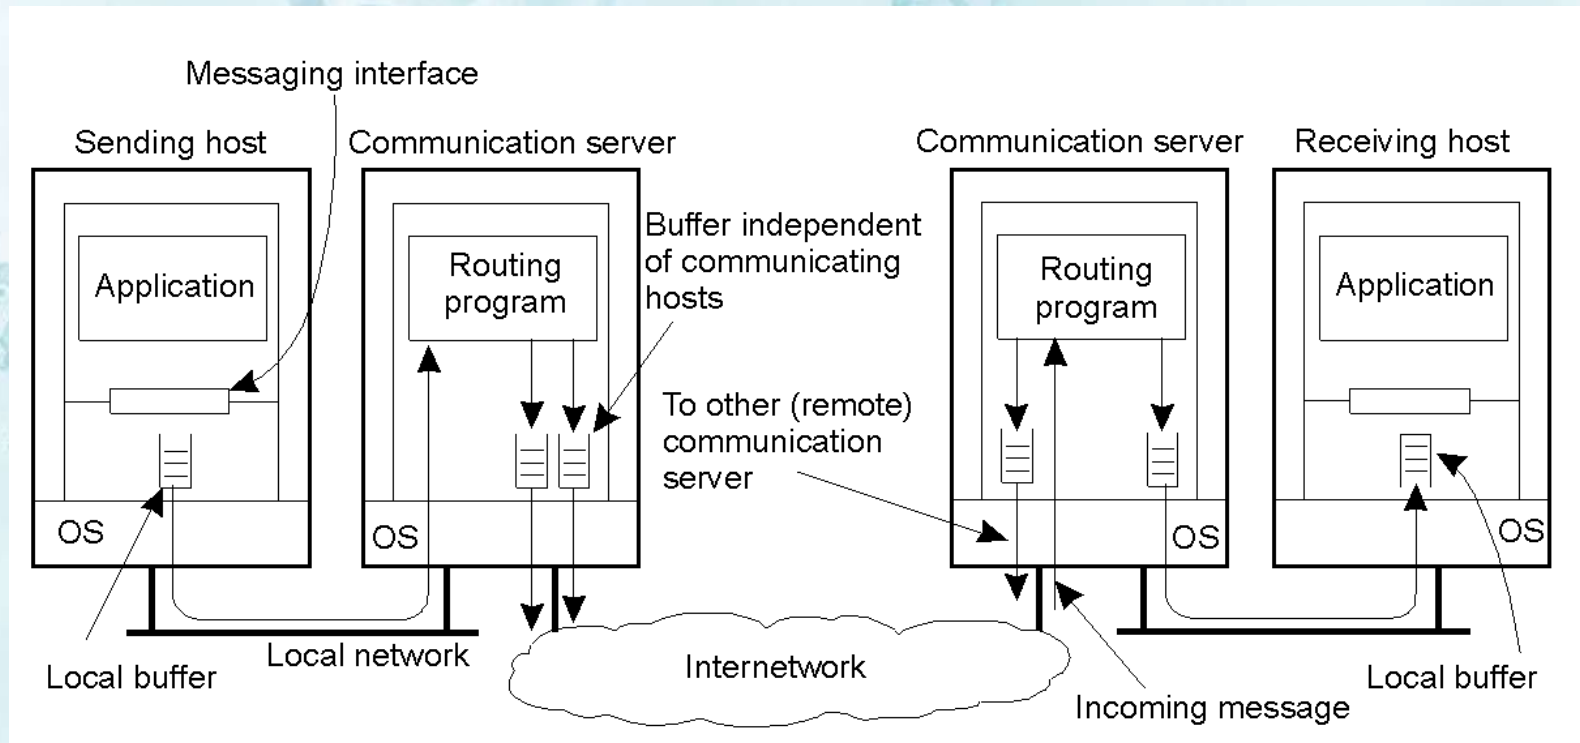 Messaging interface
Sending host
Communication server
Communication server
Receiving host
Buffer independent
of communicating
hosts
Application
Routing
program
Routing
program
Application
To other (remote)
communication
server
OS
OS
OS
OS
Local network
Local buffer
Internetwork
Incoming message
Local buffer